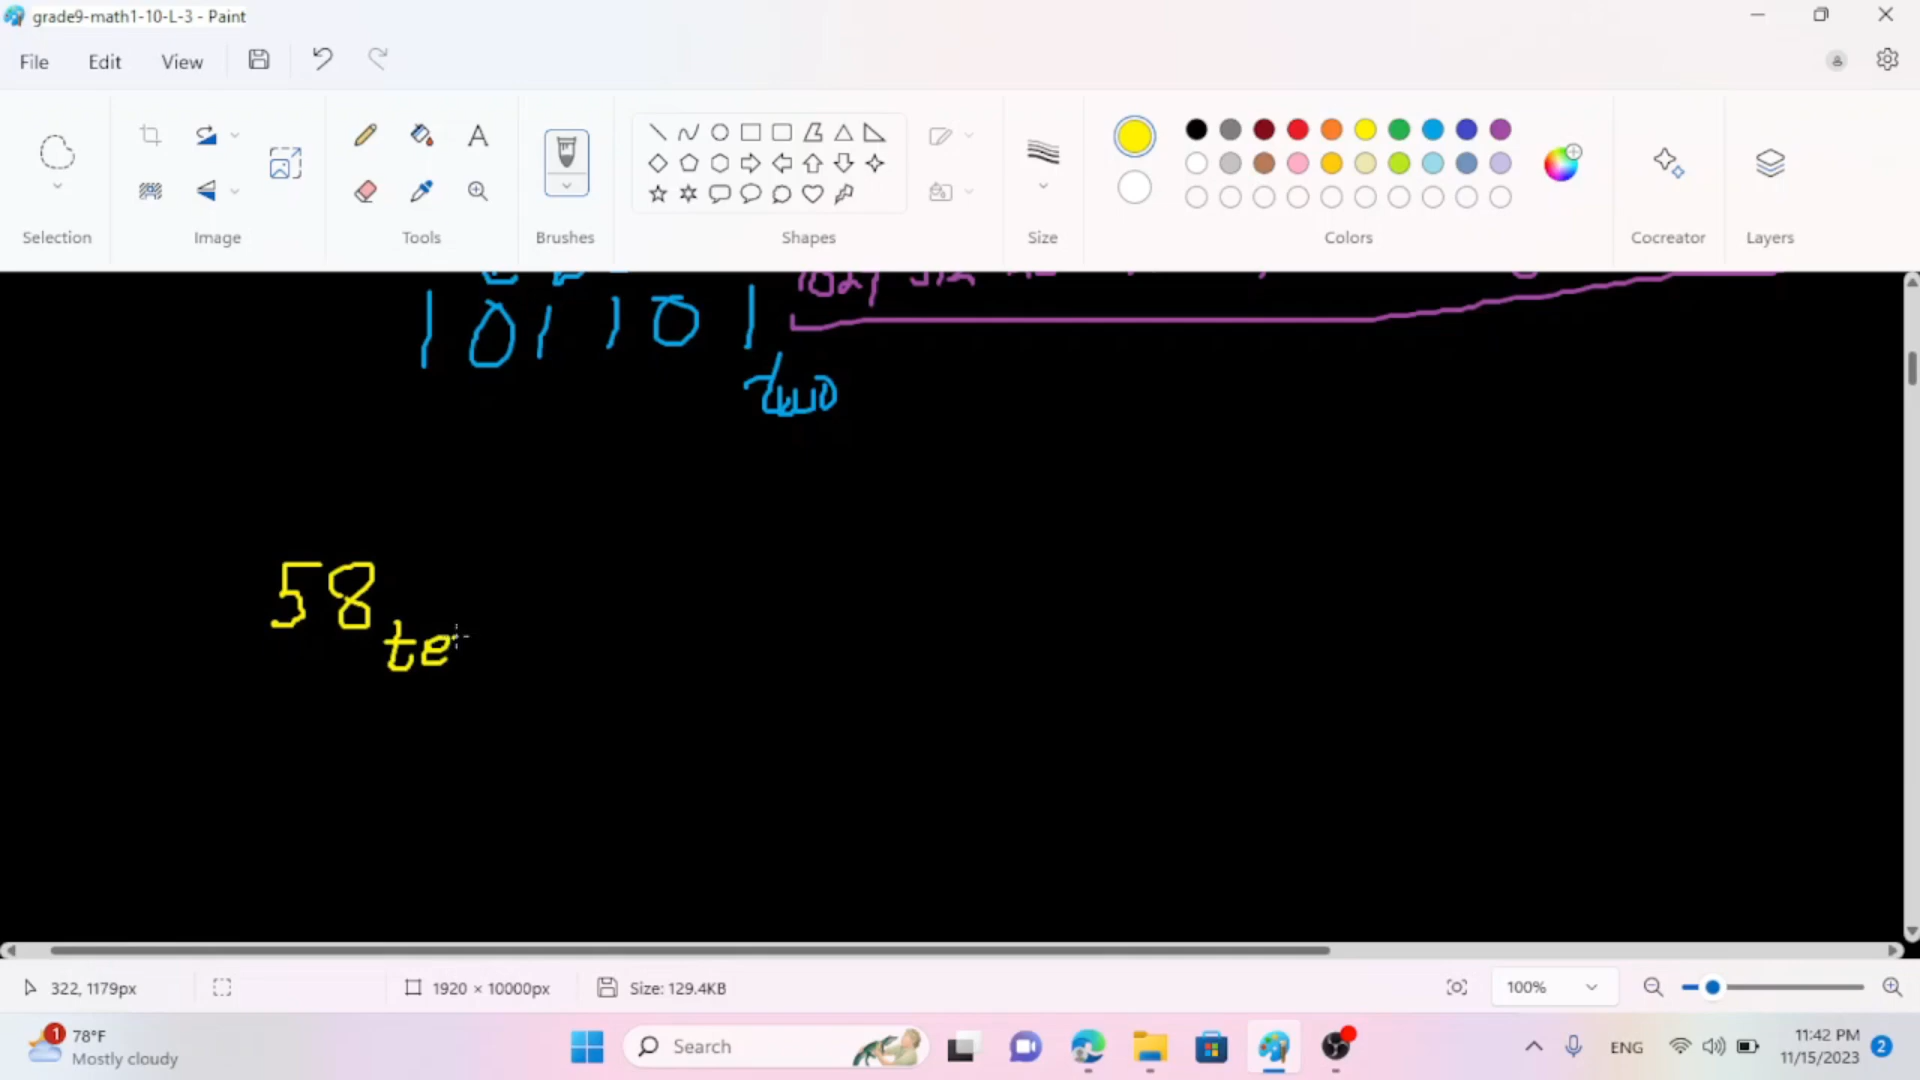 grade9-math1-10-L-3 - Paint
File Edit View
Selection Image Tools Brushes Shapes Size Colors Cocreator Layers
101101
two
58
te
322, 1179px
1920 × 10000px
Size: 129.4KB
100%
1
78°F
Mostly cloudy
Search
ENG
11:42 PM
11/15/2023
2